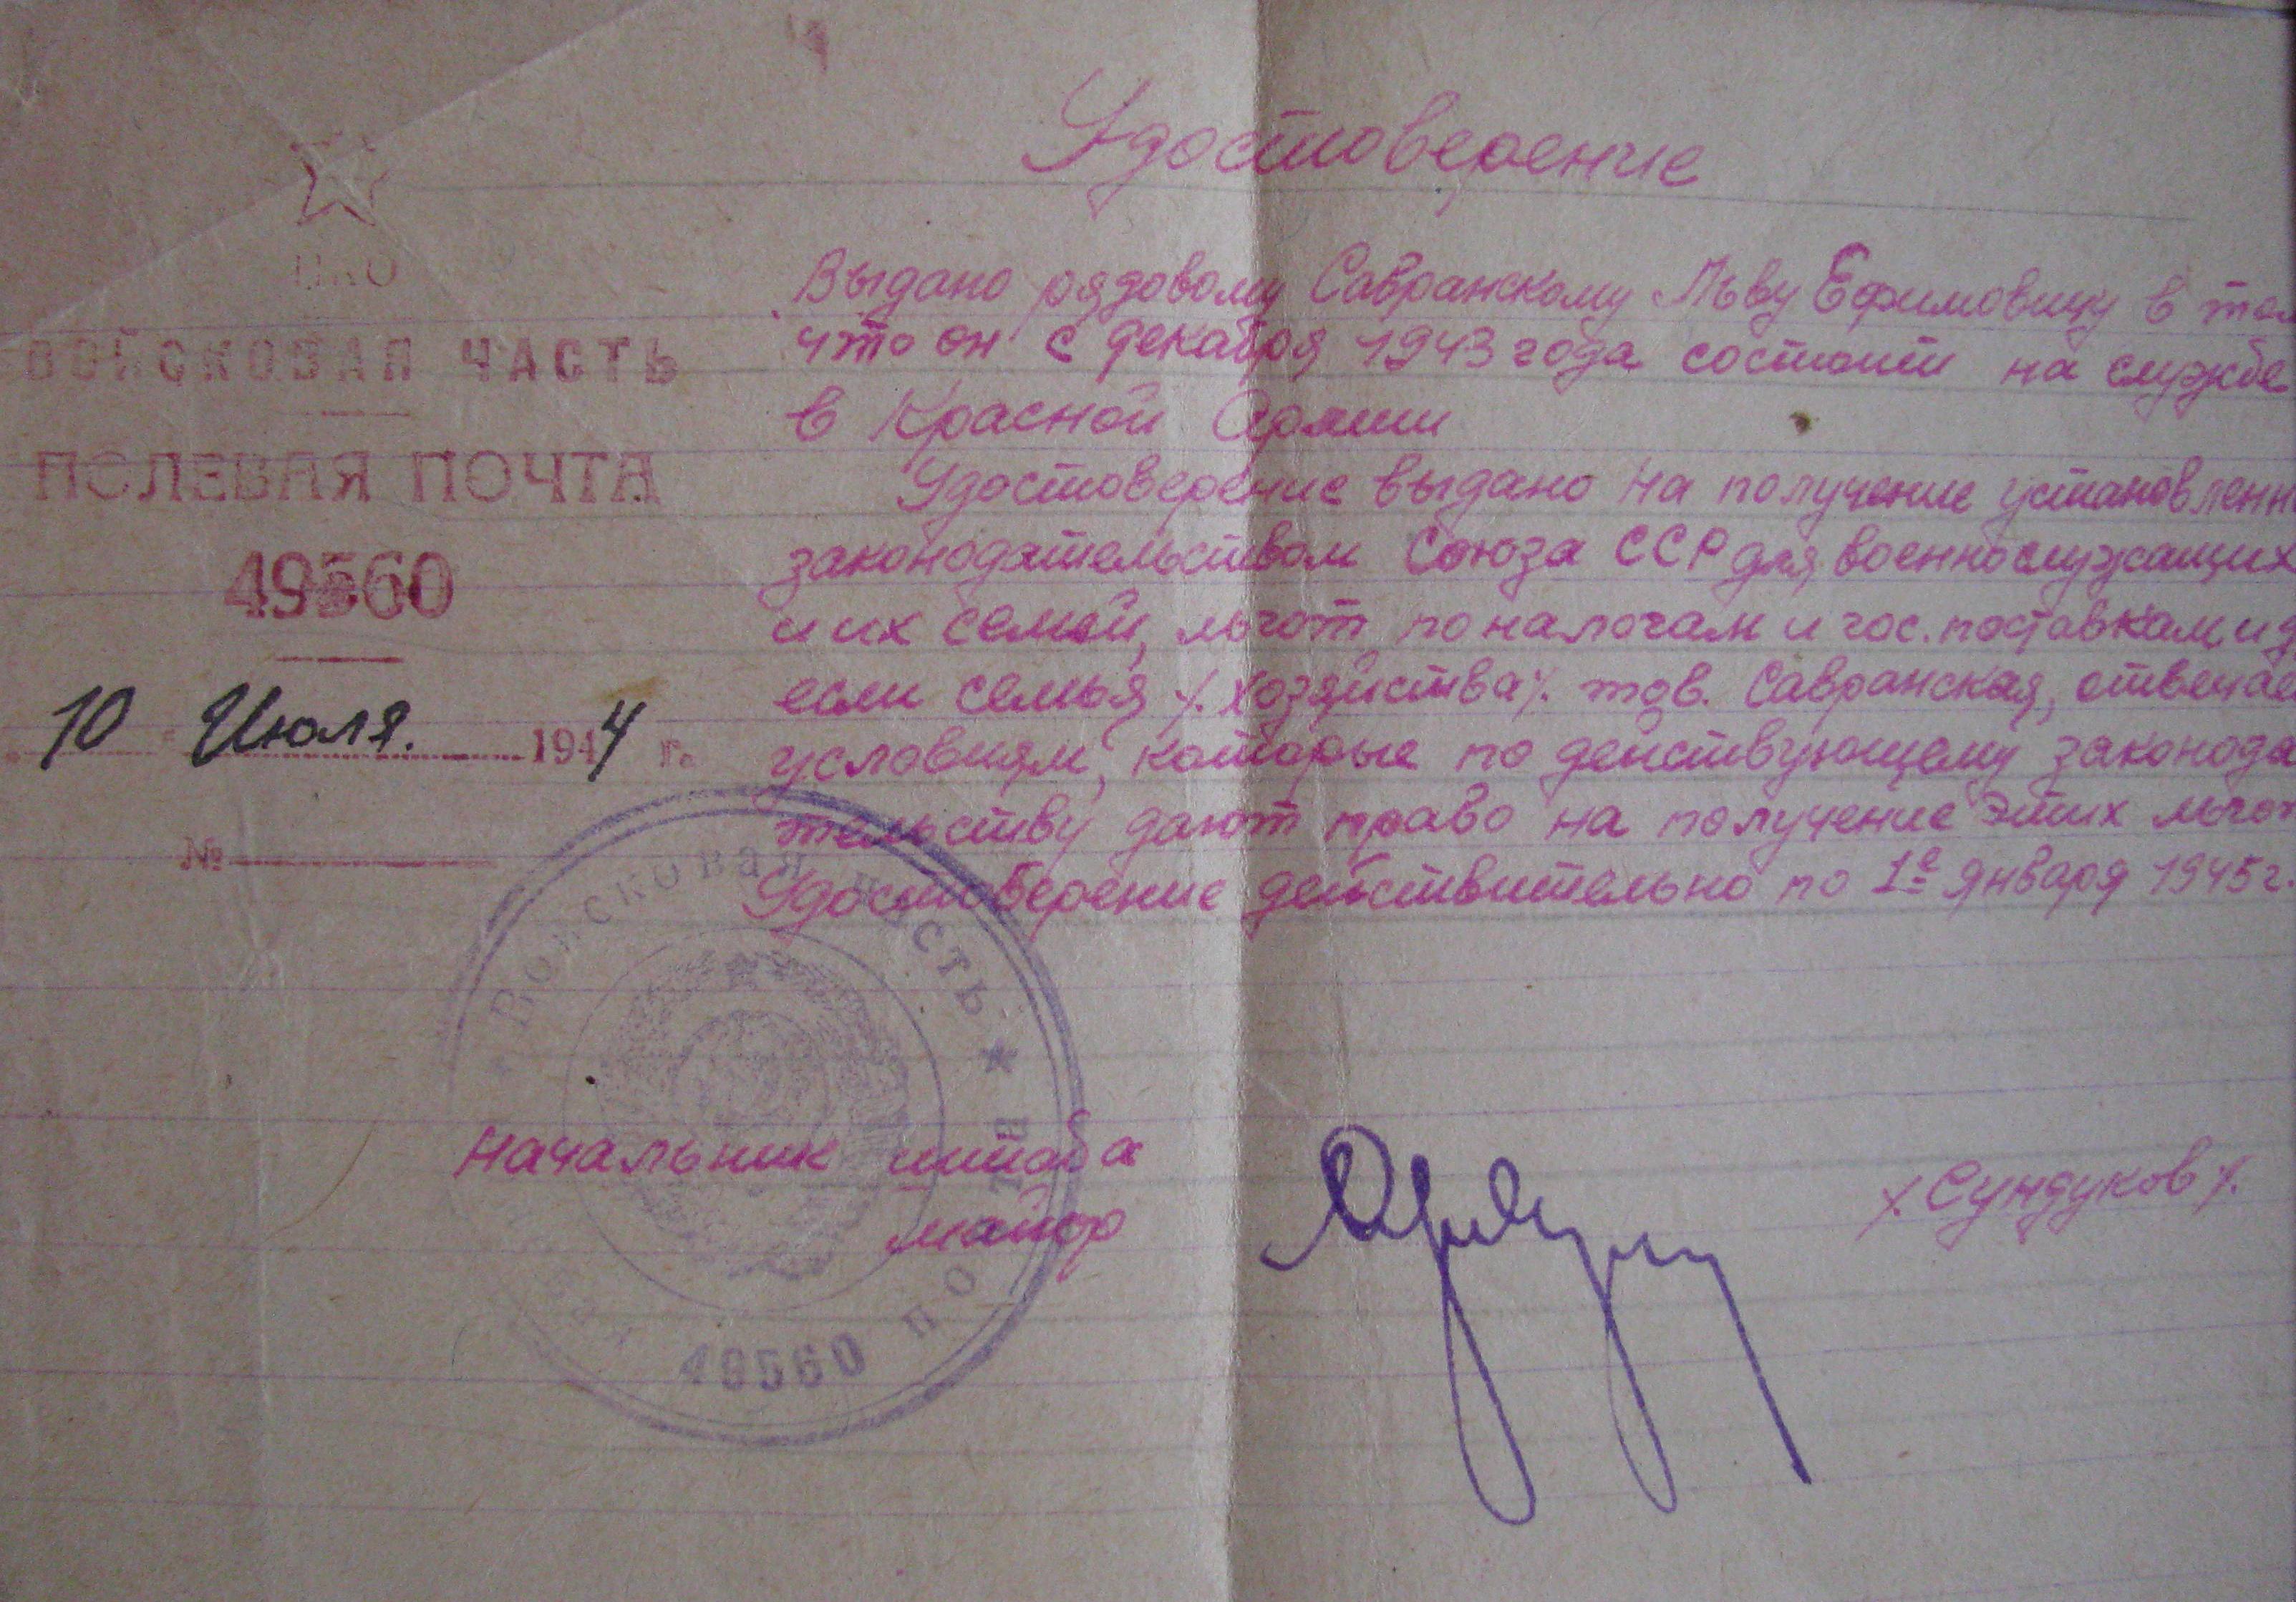 НКО
ВОЙСКОВАЯ ЧАСТЬ
ПОЛЕВАЯ ПОЧТА
49560
10 Июля. 1944 г.
№
Удостоверение
Выдано рядовому Савранскому Льву Ефимовичу в том
что он с декабря 1943 года состоит на службе
в Красной Армии
Удостоверение выдано на получение установленн
законодательством Союза ССР для военнослужащих
и их семей, льгот по налогам и гос. поставкам, и д
если семья /. хозяйства /. тов. Савранская, отвечае
условиям, которые по действующему законода
тельству дают право на получение этих льгот
Удостоверение действительно по 1е января 1945 г.
Войсковая часть ★
почта
49560
Начальник штаба
майор
/. Сундуков /.